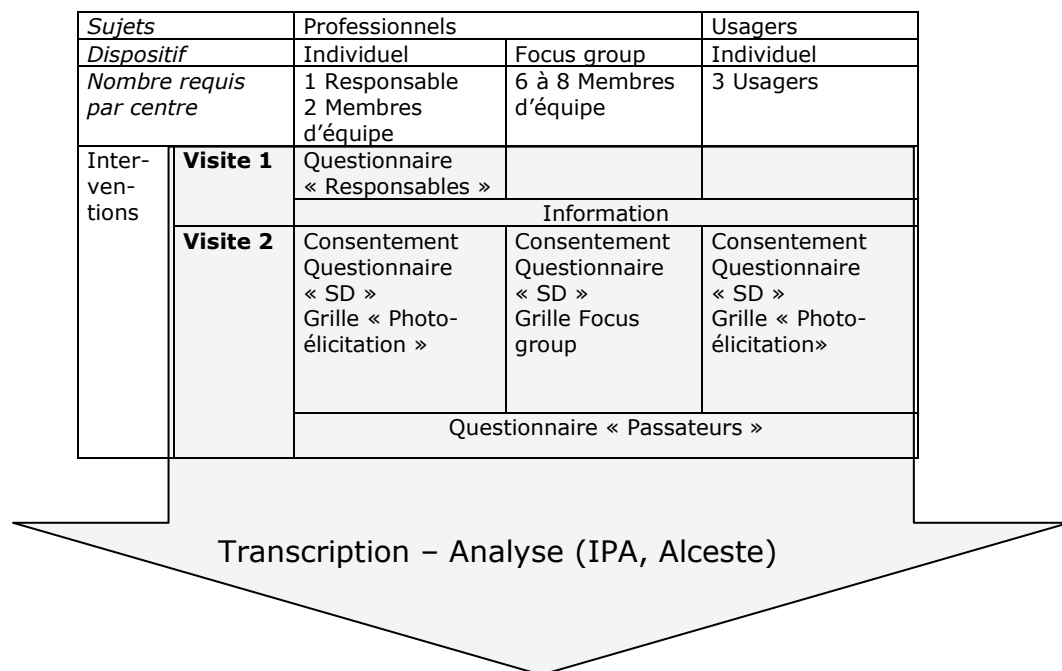 Sujets Professionnels Usagers
Dispositif Individuel Focus group Individuel
Nombre requis par centre
1 Responsable
2 Membres
d'équipe
6 à 8 Membres
d'équipe
3 Usagers
Inter-
ven-
tions
Visite 1
Questionnaire
« Responsables »
Information
Visite 2
Consentement
Questionnaire
« SD »
Grille « Photo-
élicitation »
Consentement
Questionnaire
« SD »
Grille Focus
group
Consentement
Questionnaire
« SD »
Grille « Photo-
élicitation»
Questionnaire « Passateurs »
Transcription – Analyse (IPA, Alceste)